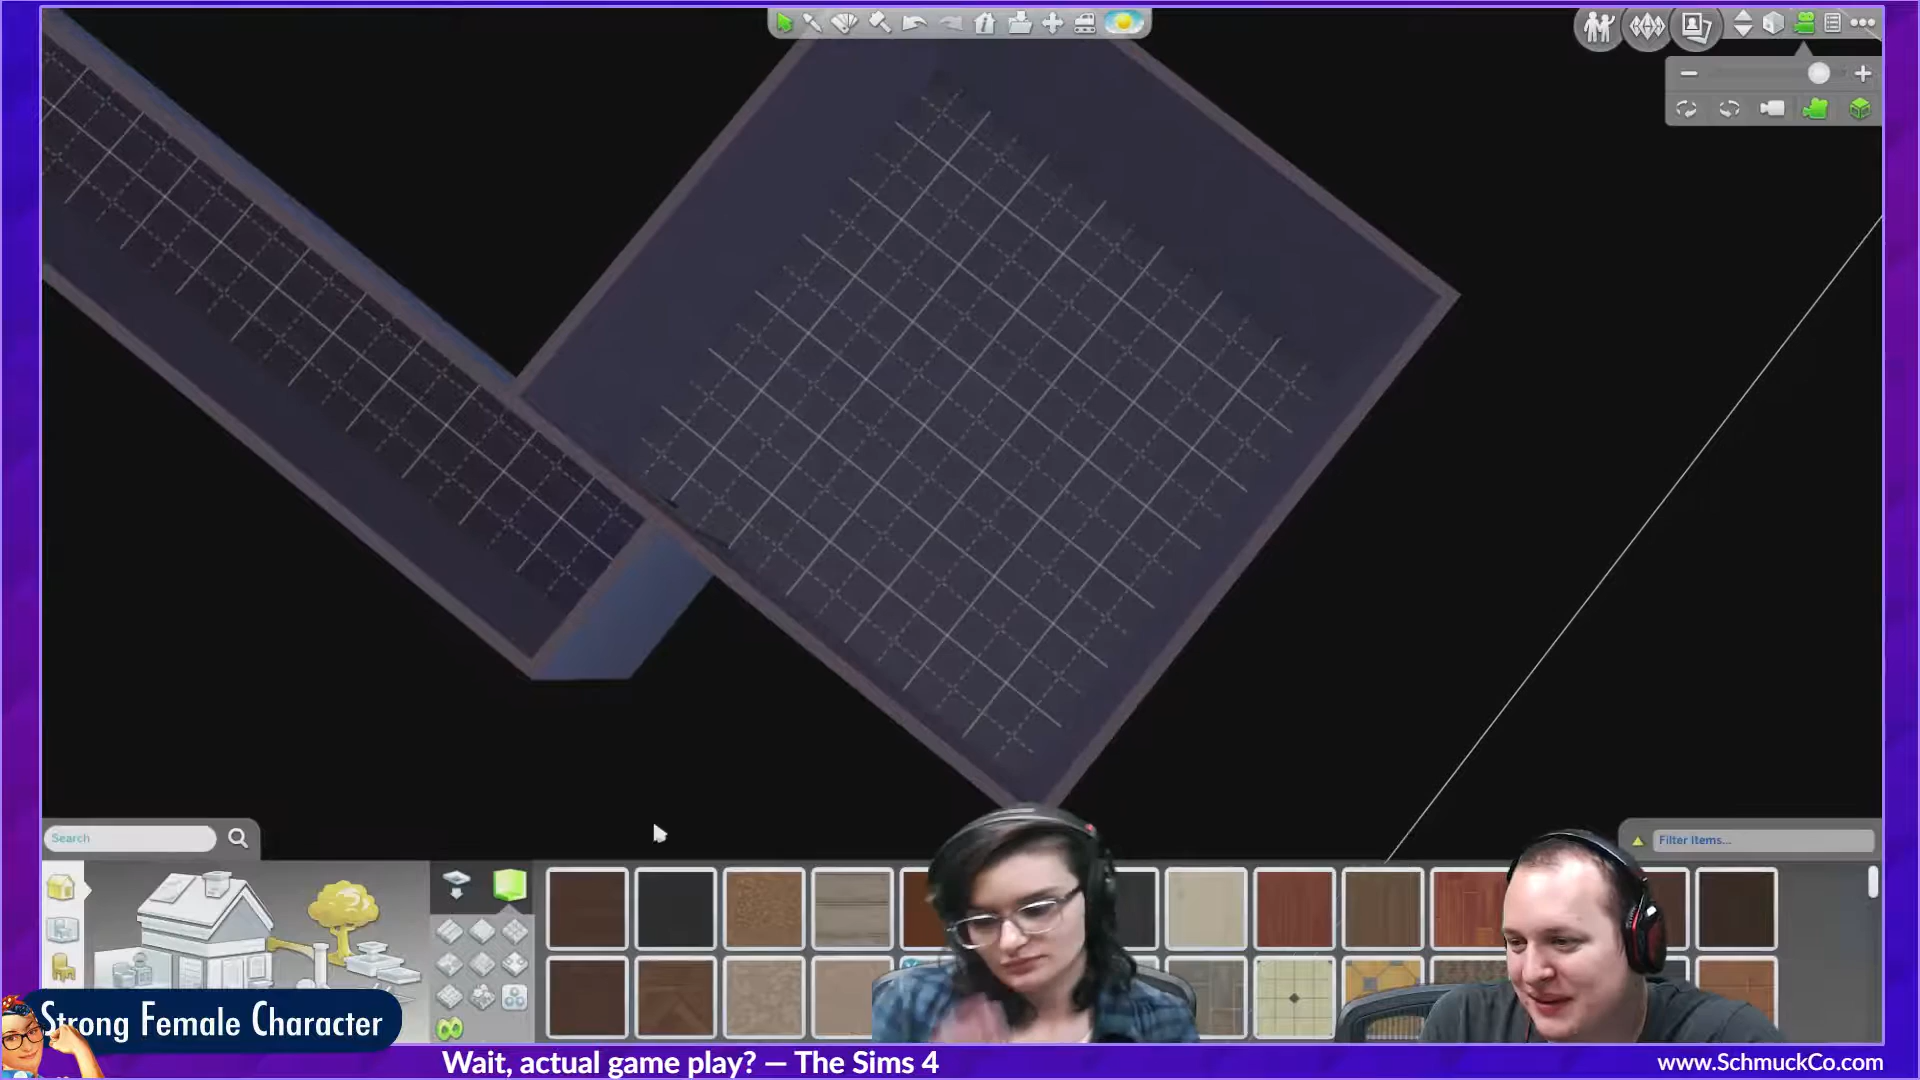 Search
Filter Items...
Strong Female Character
Wait, actual game play? — The Sims 4
www.SchmuckCo.com